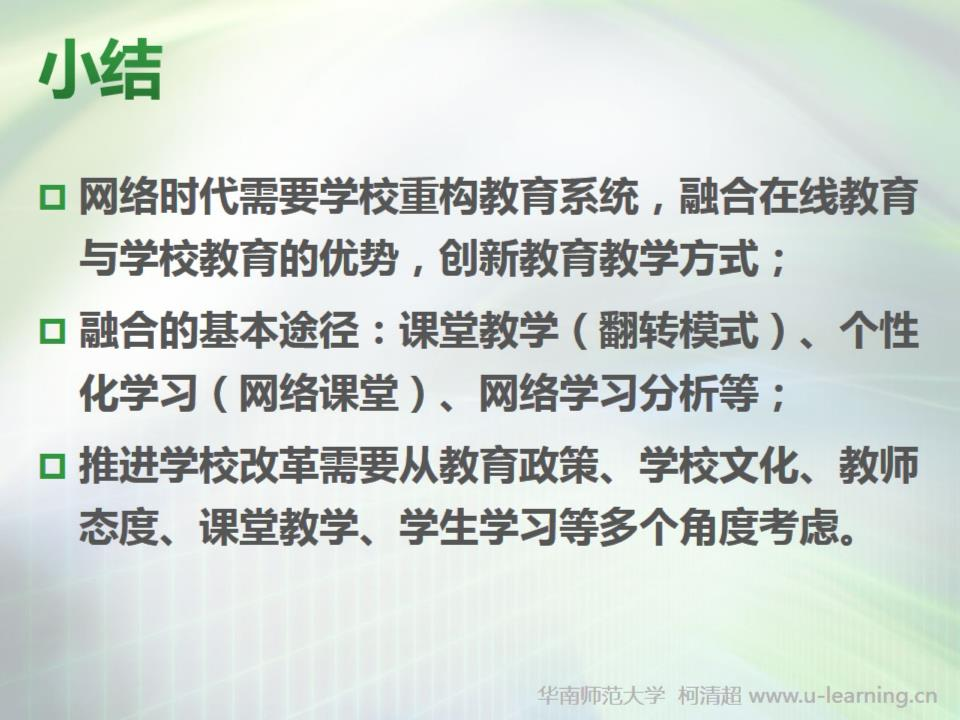 小结
网络时代需要学校重构教育系统，融合在线教育
与学校教育的优势，创新教育教学方式；
融合的基本途径：课堂教学（翻转模式）、个性
化学习（网络课堂）、网络学习分析等；
推进学校改革需要从教育政策、学校文化、教师
态度、课堂教学、学生学习等多个角度考虑。
华南师范大学 柯清超 www.u-learning.cn